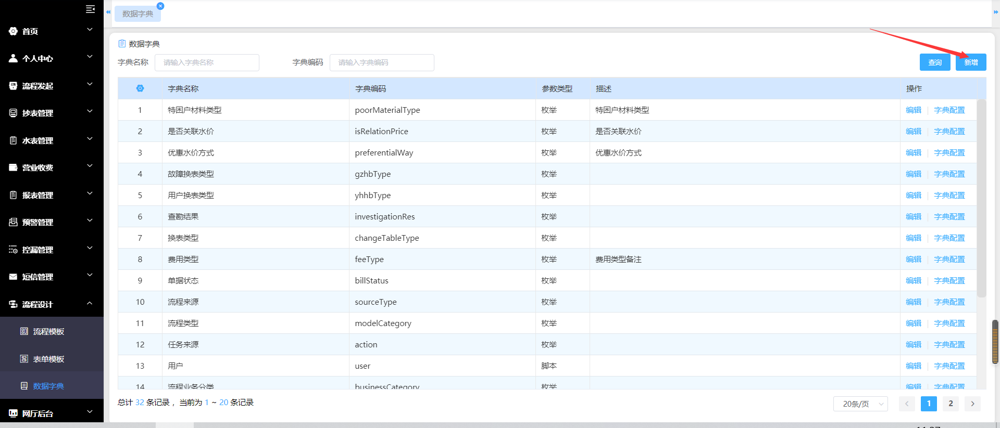 数据字典
首页
个人中心
流程发起
抄表管理
水表管理
营业收费
报表管理
预警管理
控漏管理
短信管理
流程设计
流程模板
表单模板
数据字典
网厅后台
数据字典
字典名称 请输入字典名称 字典编码 请输入字典编码 查询 新增
字典名称 字典编码 参数类型 描述 操作
1 特困户材料类型 poorMaterialType 枚举 特困户材料类型 编辑 字典配置
2 是否关联水价 isRelationPrice 枚举 是否关联水价 编辑 字典配置
3 优惠水价方式 preferentialWay 枚举 优惠水价方式 编辑 字典配置
4 故障换表类型 gzhbType 枚举 编辑 字典配置
5 用户换表类型 yhhbType 枚举 编辑 字典配置
6 查勘结果 investigationRes 枚举 编辑 字典配置
7 换表类型 changeTableType 枚举 编辑 字典配置
8 费用类型 feeType 枚举 费用类型备注 编辑 字典配置
9 单据状态 billStatus 枚举 编辑 字典配置
10 流程来源 sourceType 枚举 编辑 字典配置
11 流程类型 modelCategory 枚举 编辑 字典配置
12 任务来源 action 枚举 编辑 字典配置
13 用户 user 脚本 编辑 字典配置
14 流程业务分类 businessCategory 枚举 编辑 字典配置
总计 32 条记录，当前为 1 ~ 20 条记录 20条/页 1 2